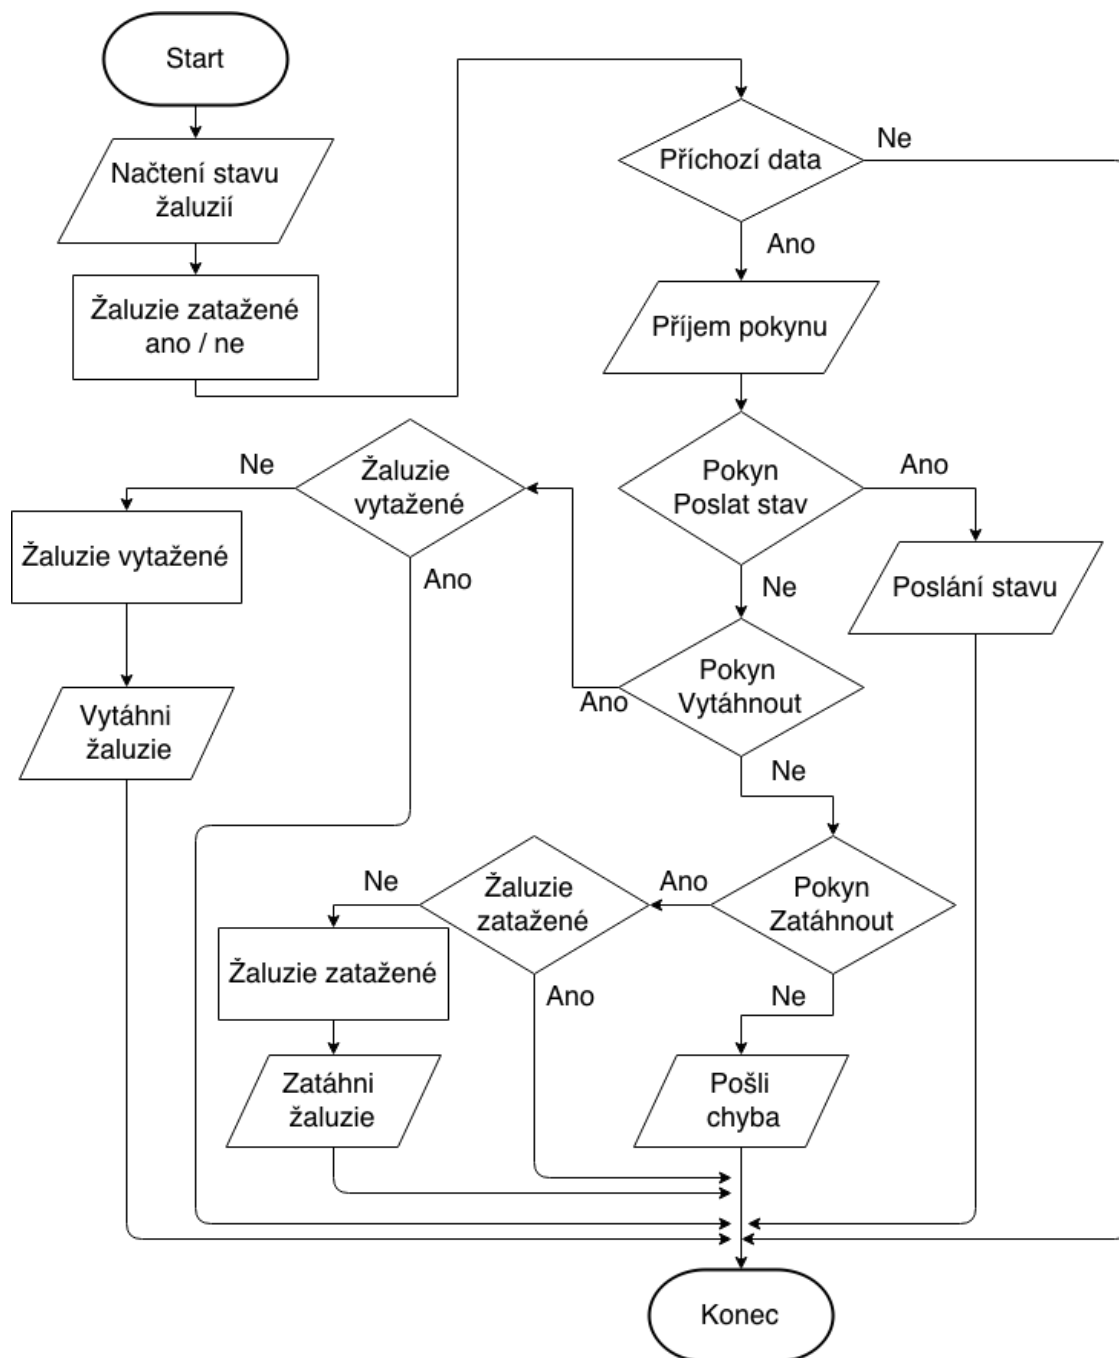 Start
Načtení stavu
žaluzií
Žaluzie zatažené
ano / ne
Příchozí data
Ne
Ano
Příjem pokynu
Pokyn
Poslat stav
Ano
Poslání stavu
Ne
Pokyn
Vytáhnout
Ano
Žaluzie
vytažené
Ne
Žaluzie vytažené
Vytáhni
žaluzie
Ano
Ne
Pokyn
Zatáhnout
Ano
Žaluzie
zatažené
Ne
Žaluzie zatažené
Zatáhni
žaluzie
Ano
Ne
Pošli
chyba
Konec